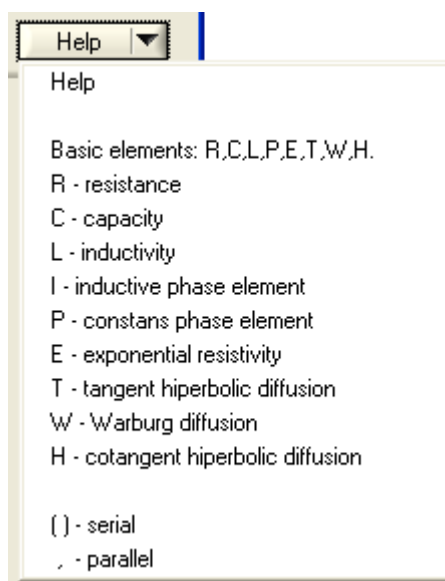 Help
Help
Basic elements: R,C,L,P,E,T,W,H.
R - resistance
C - capacity
L - inductivity
I - inductive phase element
P - constans phase element
E - exponential resistivity
T - tangent hiperbolic diffusion
W - Warburg diffusion
H - cotangent hiperbolic diffusion
( ) - serial
, - parallel